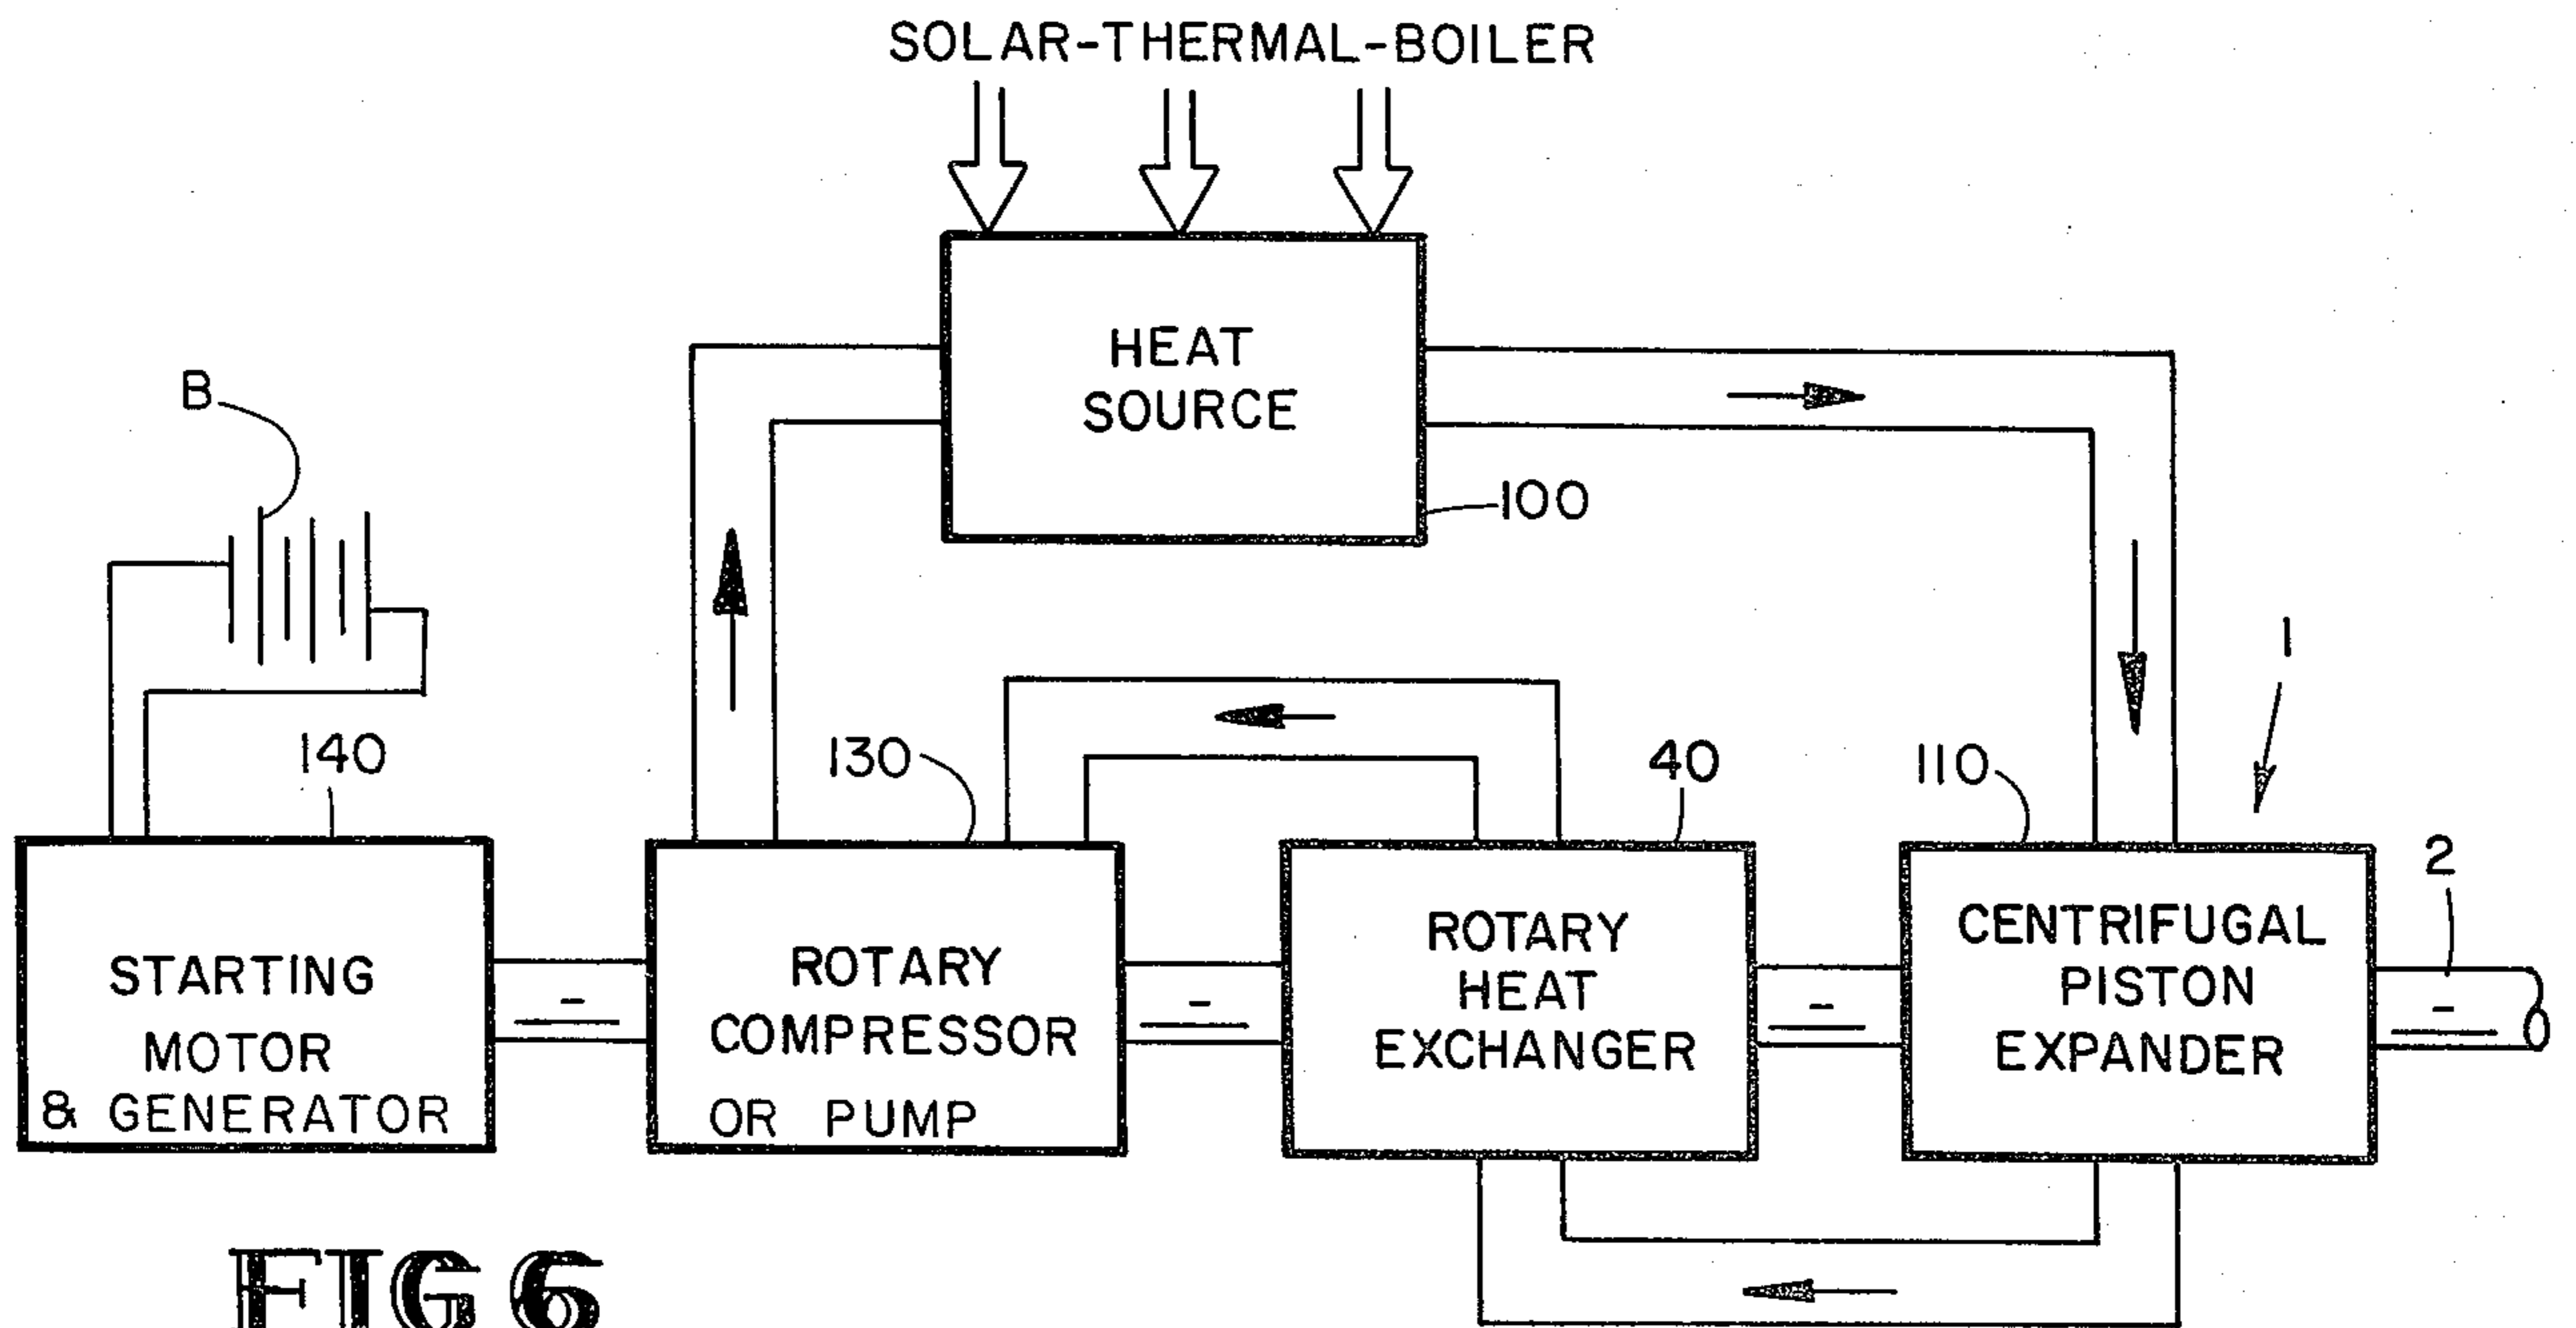 SOLAR-THERMAL-BOILER
HEAT
SOURCE
B
100
1
140
130
40
110
2
STARTING
MOTOR
& GENERATOR
ROTARY
COMPRESSOR
OR PUMP
ROTARY
HEAT
EXCHANGER
CENTRIFUGAL
PISTON
EXPANDER
FIG 6